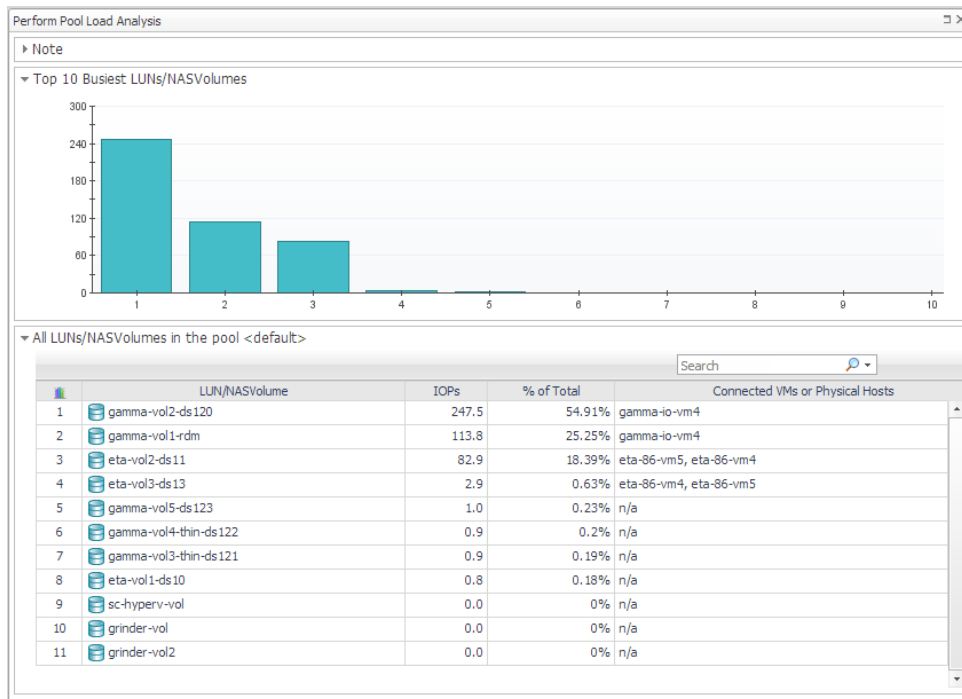 Perform Pool Load Analysis
Note
Top 10 Busiest LUNs/NASVolumes
300
240
180
120
60
0
1 2 3 4 5 6 7 8 9 10
All LUNs/NASVolumes in the pool <default>
Search
LUN/NASVolume IOPs % of Total Connected VMs or Physical Hosts
1 gamma-vol2-ds120 247.5 54.91% gamma-io-vm4
2 gamma-vol1-rdm 113.8 25.25% gamma-io-vm4
3 eta-vol2-ds11 82.9 18.39% eta-86-vm5, eta-86-vm4
4 eta-vol3-ds13 2.9 0.63% eta-86-vm4, eta-86-vm5
5 gamma-vol5-ds123 1.0 0.23% n/a
6 gamma-vol4-thin-ds122 0.9 0.2% n/a
7 gamma-vol3-thin-ds121 0.9 0.19% n/a
8 eta-vol1-ds10 0.8 0.18% n/a
9 sc-hyperv-vol 0.0 0% n/a
10 grinder-vol 0.0 0% n/a
11 grinder-vol2 0.0 0% n/a